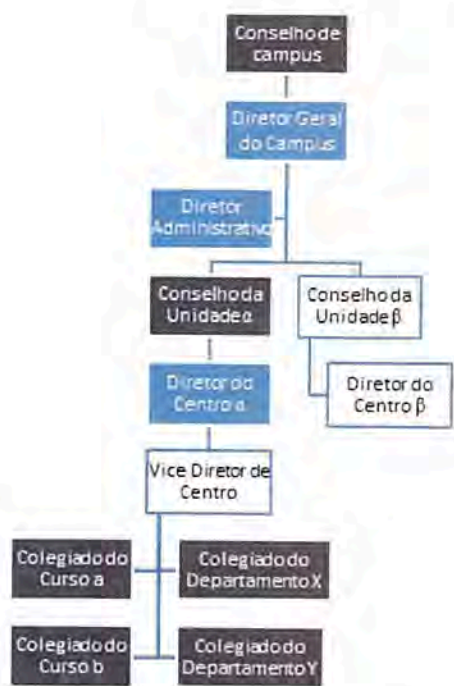 Conselho de
campus
Diretor Geral
do Campus
Diretor
Administrativo
Conselho da
Unidade α
Conselho da
Unidade β
Diretor do
Centro α
Diretor do
Centro β
Vice Diretor de
Centro
Colegiado do
Curso a
Colegiado do
Departamento X
Colegiado do
Curso b
Colegiado do
Departamento Y